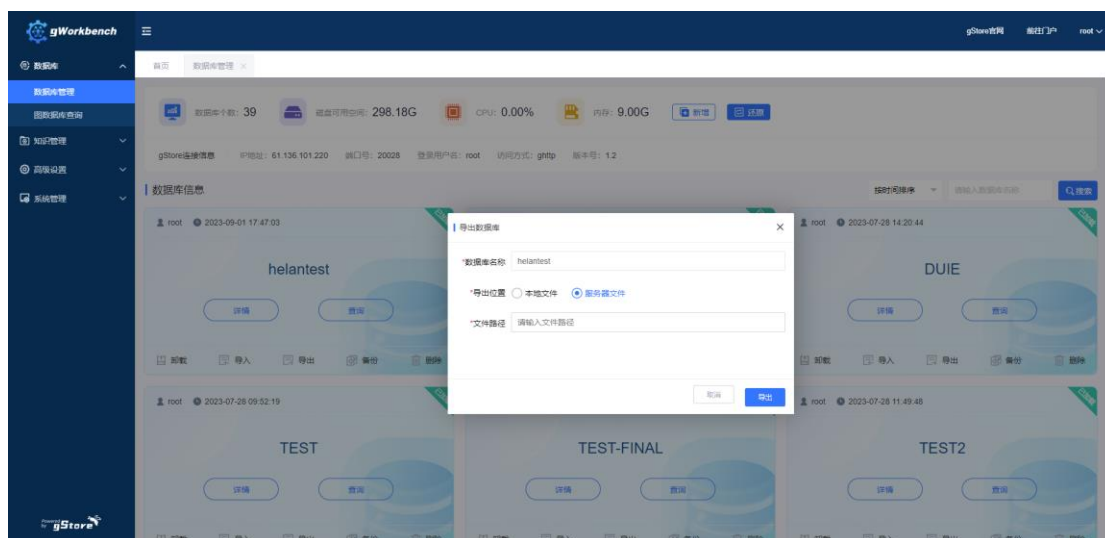 gWorkbench
gStore官网 前往门户 root
数据库
首页 数据库管理 ×
数据库管理
图数据库查询
数据库个数: 39 磁盘可用空间: 298.18G CPU: 0.00% 内存: 9.00G 新增 还原
知识管理
gStore连接信息 IP地址: 61.136.101.220 端口号: 20028 登录用户名: root 访问方式: ghttp 版本号: 1.2
高级设置
系统管理
数据库信息 按时间排序 请输入数据库名称 搜索
root 2023-09-01 17:47:03
helantest
详情 查询
卸载 导入 导出 备份 删除
导出数据库 ×
*数据库名称 helantest
*导出位置 本地文件 服务器文件
*文件路径 请输入文件路径
取消 导出
root 2023-07-28 14:20:44
DUIE
详情 查询
卸载 导入 导出 备份 删除
root 2023-07-28 09:52:19
TEST
详情 查询
TEST-FINAL
详情 查询
root 2023-07-28 11:49:48
TEST2
详情 查询
Powered by gStore